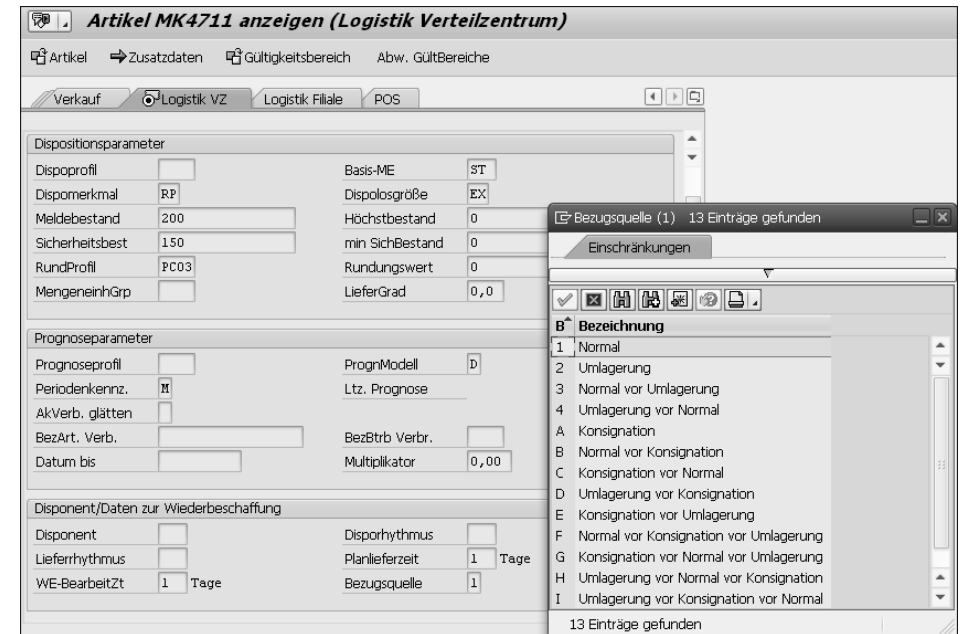 Artikel MK4711 anzeigen (Logistik Verteilzentrum)
Artikel Zusatzdaten Gültigkeitsbereich Abw. GültBereiche
Verkauf Logistik VZ Logistik Filiale POS
Dispositionsparameter
Dispoprofil Basis-ME ST
Dispomerkmal RP Dispolosgröße EX
Meldebestand 200 Höchstbestand 0
Sicherheitsbest 150 min SichBestand 0
RundProfil PC03 Rundungswert 0
MengeneinhGrp LieferGrad 0,0
Prognoseparameter
Prognoseprofil PrognModell D
Periodenkennz. M Ltz. Prognose
AkVerb. glätten
BezArt. Verb. BezBtrb Verbr.
Datum bis Multiplikator 0,00
Disponent/Daten zur Wiederbeschaffung
Disponent Disporhythmus
Lieferrhythmus Planlieferzeit 1 Tage
WE-BearbeitZt 1 Tage Bezugsquelle 1
Bezugsquelle (1) 13 Einträge gefunden
Einschränkungen
B Bezeichnung
1 Normal
2 Umlagerung
3 Normal vor Umlagerung
4 Umlagerung vor Normal
A Konsignation
B Normal vor Konsignation
C Konsignation vor Normal
D Umlagerung vor Konsignation
E Konsignation vor Umlagerung
F Normal vor Konsignation vor Umlagerung
G Konsignation vor Normal vor Umlagerung
H Umlagerung vor Normal vor Konsignation
I Umlagerung vor Konsignation vor Normal
13 Einträge gefunden